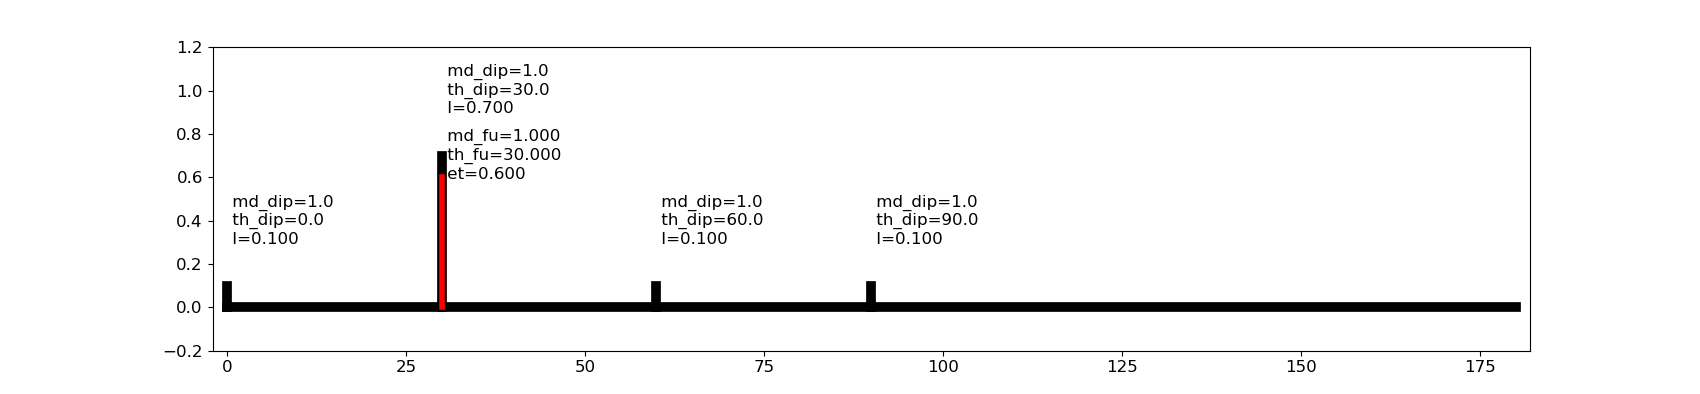 1.2
1.0
0.8
0.6
0.4
0.2
0.0
−0.2
md_dip=1.0
th_dip=0.0
I=0.100
md_dip=1.0
th_dip=30.0
I=0.700
md_fu=1.000
th_fu=30.000
et=0.600
md_dip=1.0
th_dip=60.0
I=0.100
md_dip=1.0
th_dip=90.0
I=0.100
0 25 50 75 100 125 150 175